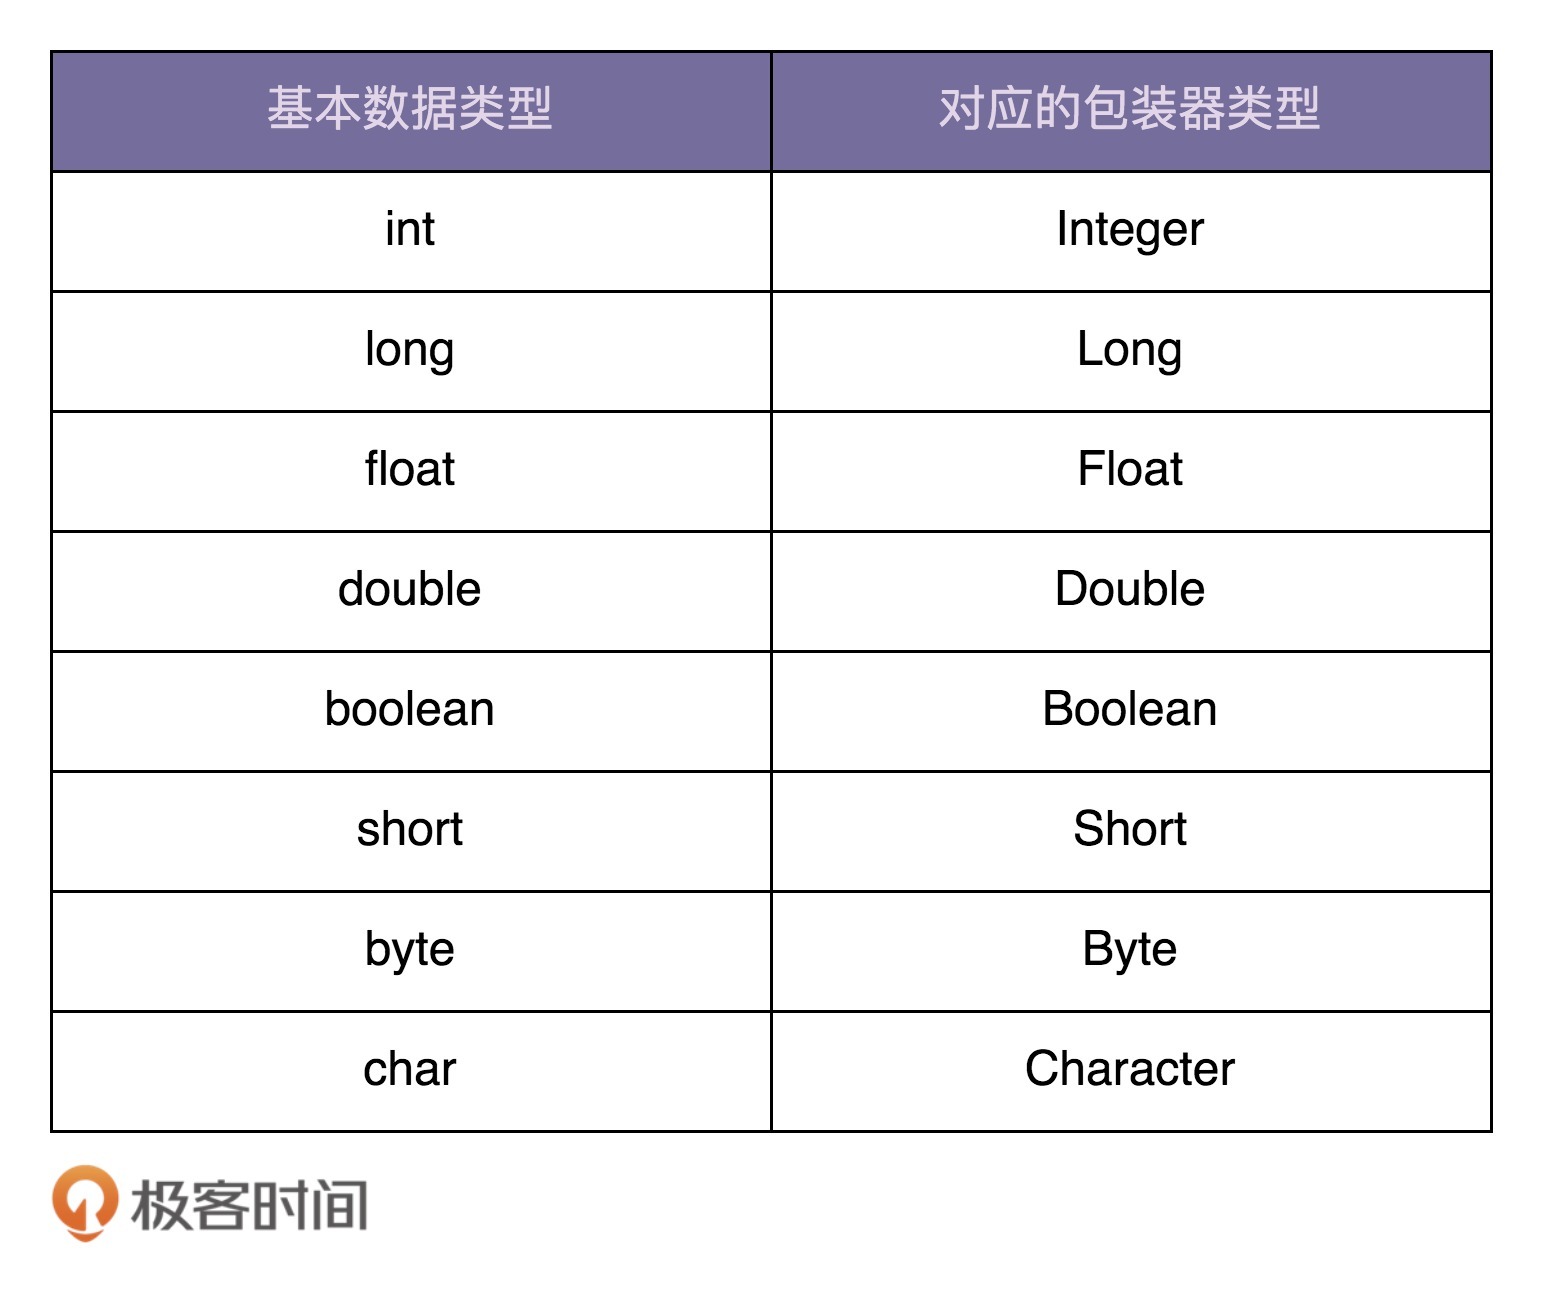 基本数据类型 对应的包装器类型
int Integer
long Long
float Float
double Double
boolean Boolean
short Short
byte Byte
char Character
极客时间